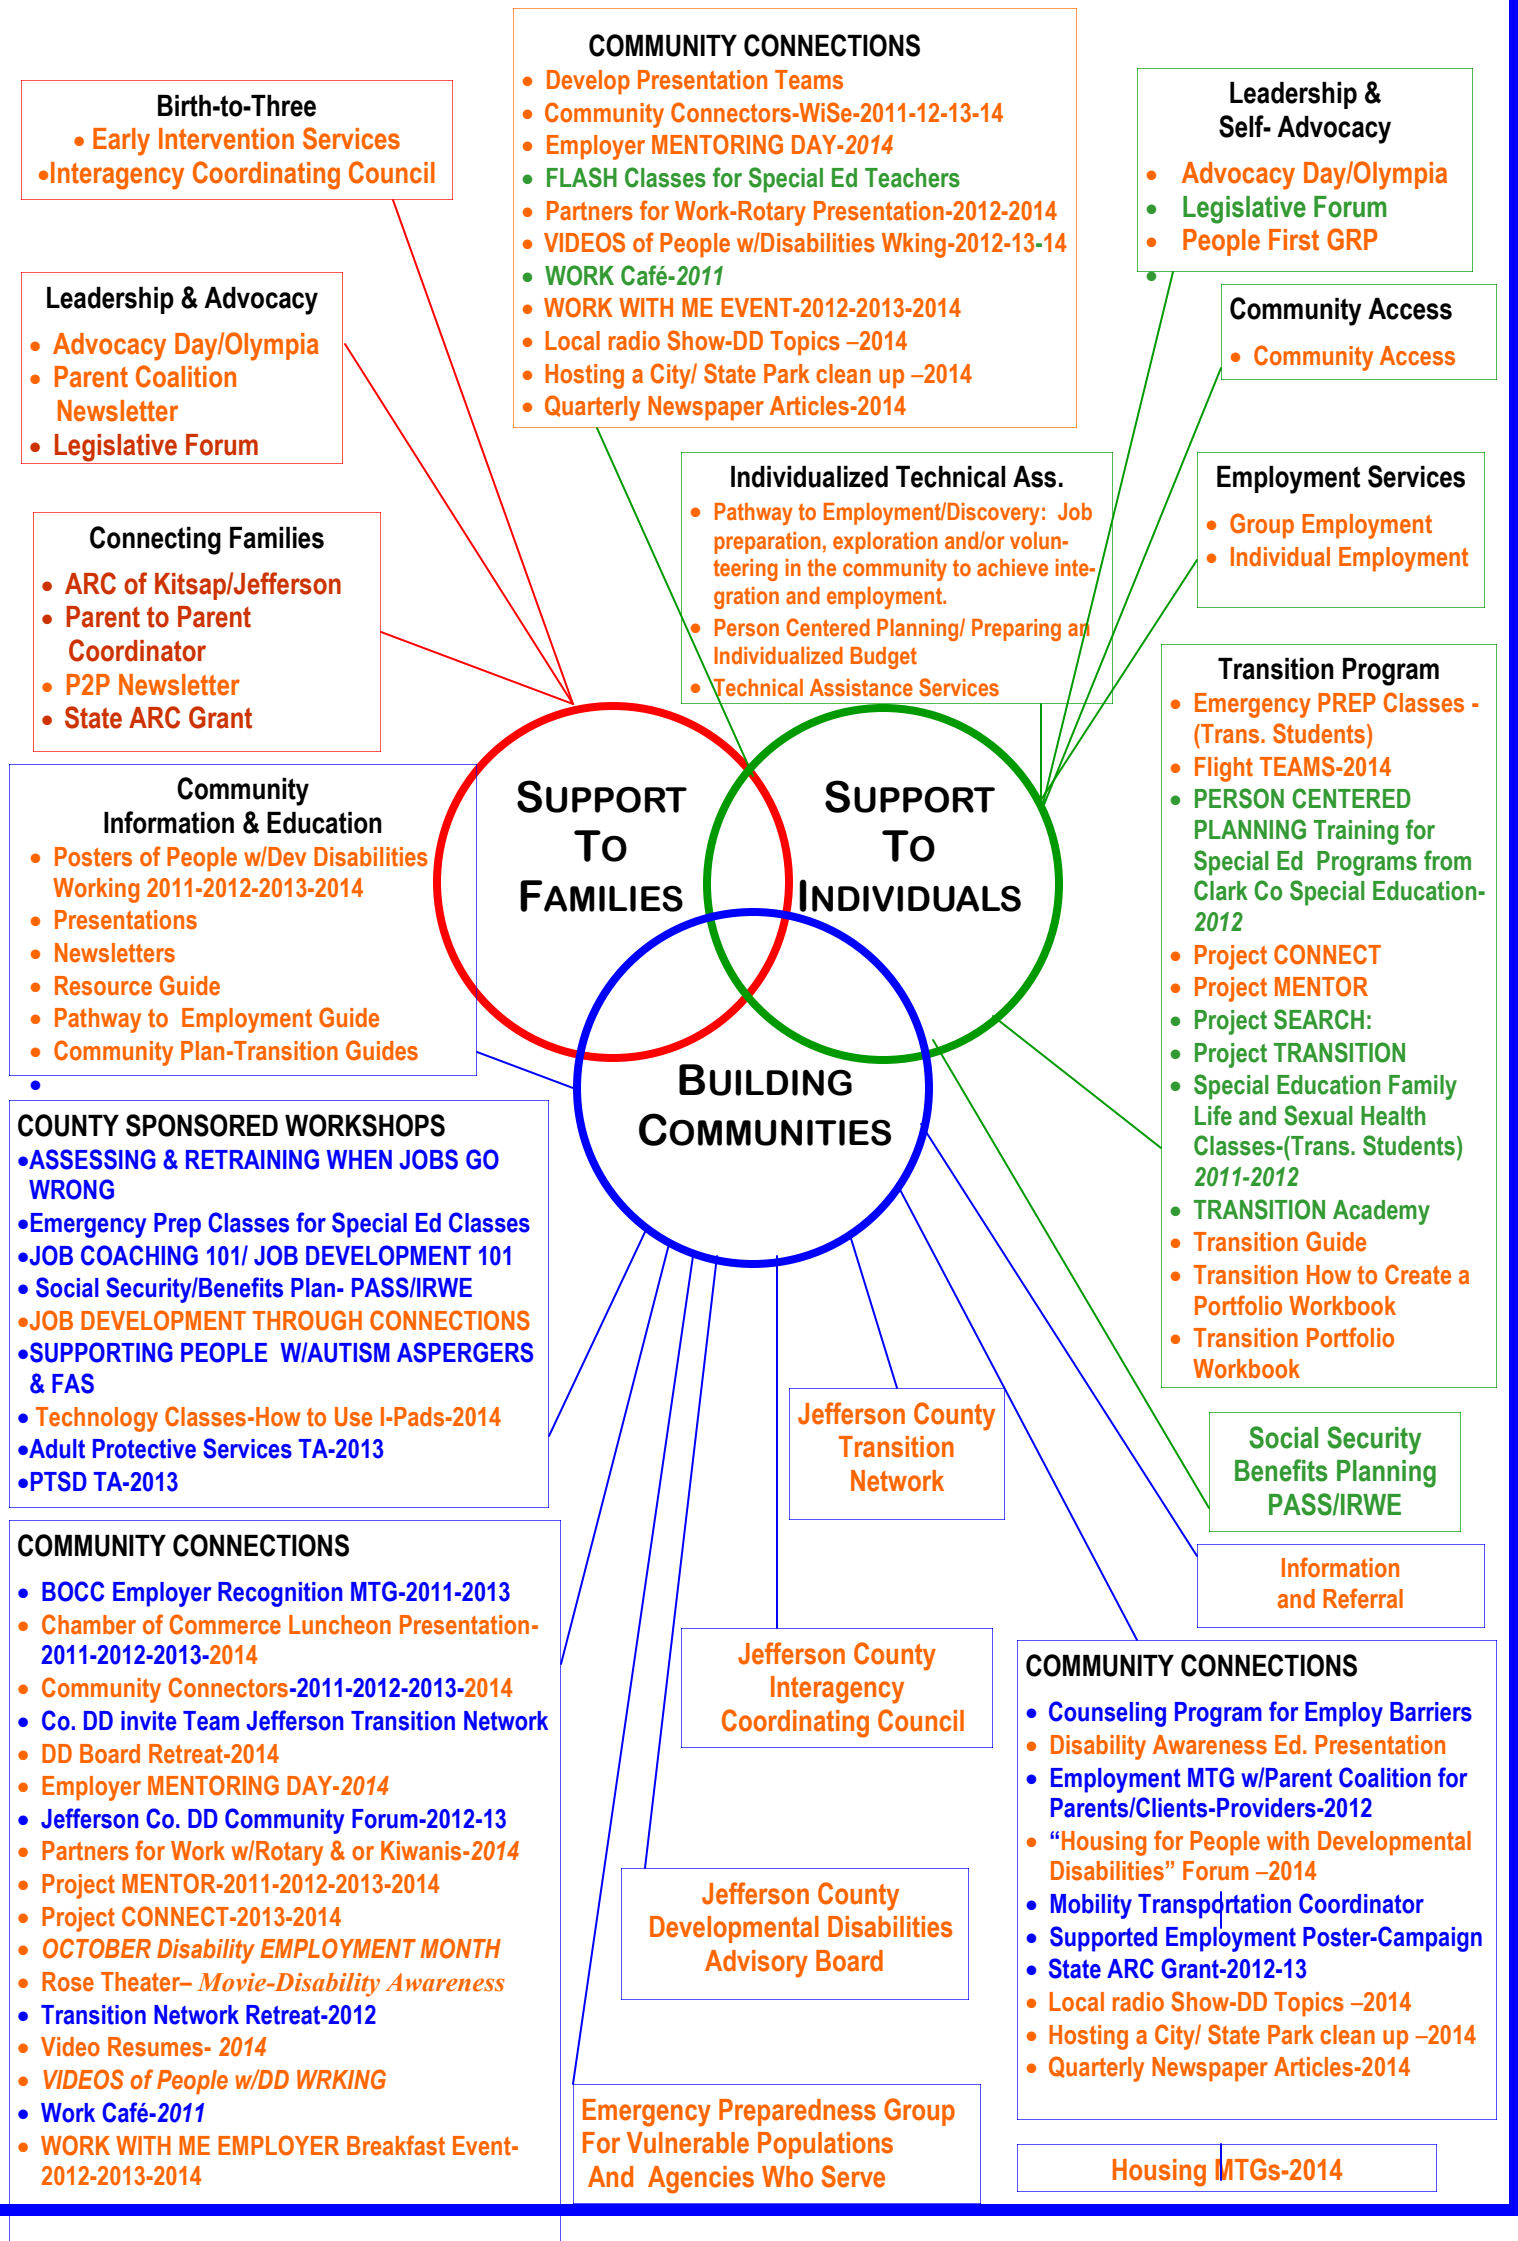 COMMUNITY CONNECTIONS
• Develop Presentation Teams
• Community Connectors-WiSe-2011-12-13-14
• Employer MENTORING DAY-2014
• FLASH Classes for Special Ed Teachers
• Partners for Work-Rotary Presentation-2012-2014
• VIDEOS of People w/Disabilities Wking-2012-13-14
• WORK Café-2011
• WORK WITH ME EVENT-2012-2013-2014
• Local radio Show-DD Topics –2014
• Hosting a City/ State Park clean up –2014
• Quarterly Newspaper Articles-2014
Birth-to-Three
• Early Intervention Services
•Interagency Coordinating Council
Leadership & Advocacy
• Advocacy Day/Olympia
• Parent Coalition
Newsletter
• Legislative Forum
Connecting Families
• ARC of Kitsap/Jefferson
• Parent to Parent
Coordinator
• P2P Newsletter
• State ARC Grant
Leadership &
Self- Advocacy
• Advocacy Day/Olympia
• Legislative Forum
• People First GRP
•
Community Access
• Community Access
Individualized Technical Ass.
• Pathway to Employment/Discovery: Job
preparation, exploration and/or volun-
teering in the community to achieve inte-
gration and employment.
• Person Centered Planning/ Preparing an
Individualized Budget
• Technical Assistance Services
Employment Services
• Group Employment
• Individual Employment
Transition Program
• Emergency PREP Classes -
(Trans. Students)
• Flight TEAMS-2014
• PERSON CENTERED
PLANNING Training for
Special Ed Programs from
Clark Co Special Education-
2012
• Project CONNECT
• Project MENTOR
• Project SEARCH:
• Project TRANSITION
• Special Education Family
Life and Sexual Health
Classes-(Trans. Students)
2011-2012
• TRANSITION Academy
• Transition Guide
• Transition How to Create a
Portfolio Workbook
• Transition Portfolio
Workbook
SUPPORT
TO
FAMILIES
SUPPORT
TO
INDIVIDUALS
BUILDING
COMMUNITIES
Community
Information & Education
• Posters of People w/Dev Disabilities
Working 2011-2012-2013-2014
• Presentations
• Newsletters
• Resource Guide
• Pathway to Employment Guide
• Community Plan-Transition Guides
•
COUNTY SPONSORED WORKSHOPS
•ASSESSING & RETRAINING WHEN JOBS GO
WRONG
•Emergency Prep Classes for Special Ed Classes
•JOB COACHING 101/ JOB DEVELOPMENT 101
• Social Security/Benefits Plan- PASS/IRWE
•JOB DEVELOPMENT THROUGH CONNECTIONS
•SUPPORTING PEOPLE W/AUTISM ASPERGERS
& FAS
• Technology Classes-How to Use I-Pads-2014
•Adult Protective Services TA-2013
•PTSD TA-2013
COMMUNITY CONNECTIONS
• BOCC Employer Recognition MTG-2011-2013
• Chamber of Commerce Luncheon Presentation-
2011-2012-2013-2014
• Community Connectors-2011-2012-2013-2014
• Co. DD invite Team Jefferson Transition Network
• DD Board Retreat-2014
• Employer MENTORING DAY-2014
• Jefferson Co. DD Community Forum-2012-13
• Partners for Work w/Rotary & or Kiwanis-2014
• Project MENTOR-2011-2012-2013-2014
• Project CONNECT-2013-2014
• OCTOBER Disability EMPLOYMENT MONTH
• Rose Theater– Movie-Disability Awareness
• Transition Network Retreat-2012
• Video Resumes- 2014
• VIDEOS of People w/DD WRKING
• Work Café-2011
• WORK WITH ME EMPLOYER Breakfast Event-
2012-2013-2014
Jefferson County
Transition
Network
Jefferson County
Interagency
Coordinating Council
Jefferson County
Developmental Disabilities
Advisory Board
Emergency Preparedness Group
For Vulnerable Populations
And Agencies Who Serve
Social Security
Benefits Planning
PASS/IRWE
Information
and Referral
COMMUNITY CONNECTIONS
• Counseling Program for Employ Barriers
• Disability Awareness Ed. Presentation
• Employment MTG w/Parent Coalition for
Parents/Clients-Providers-2012
• “Housing for People with Developmental
Disabilities” Forum –2014
• Mobility Transportation Coordinator
• Supported Employment Poster-Campaign
• State ARC Grant-2012-13
• Local radio Show-DD Topics –2014
• Hosting a City/ State Park clean up –2014
• Quarterly Newspaper Articles-2014
Housing MTGs-2014